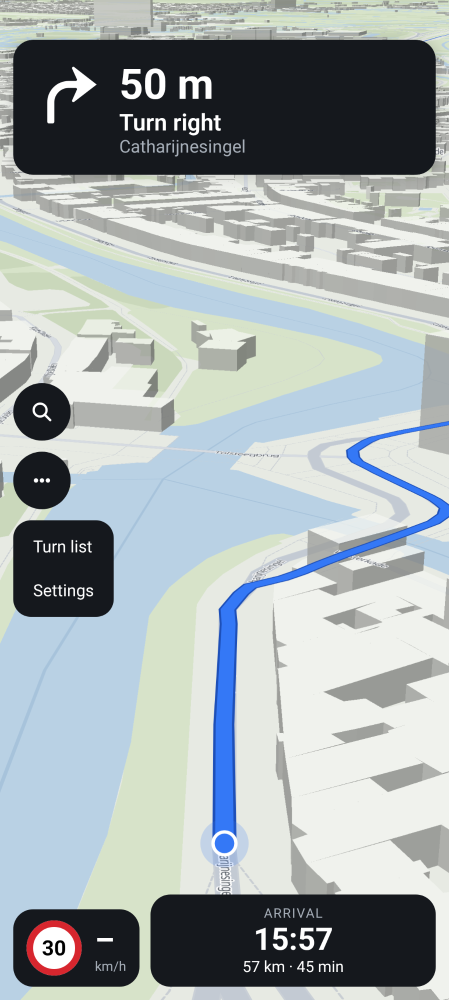 50 m
Turn right
Catharijnesingel
Turn list
Settings
30
–
km/h
ARRIVAL
15:57
57 km · 45 min